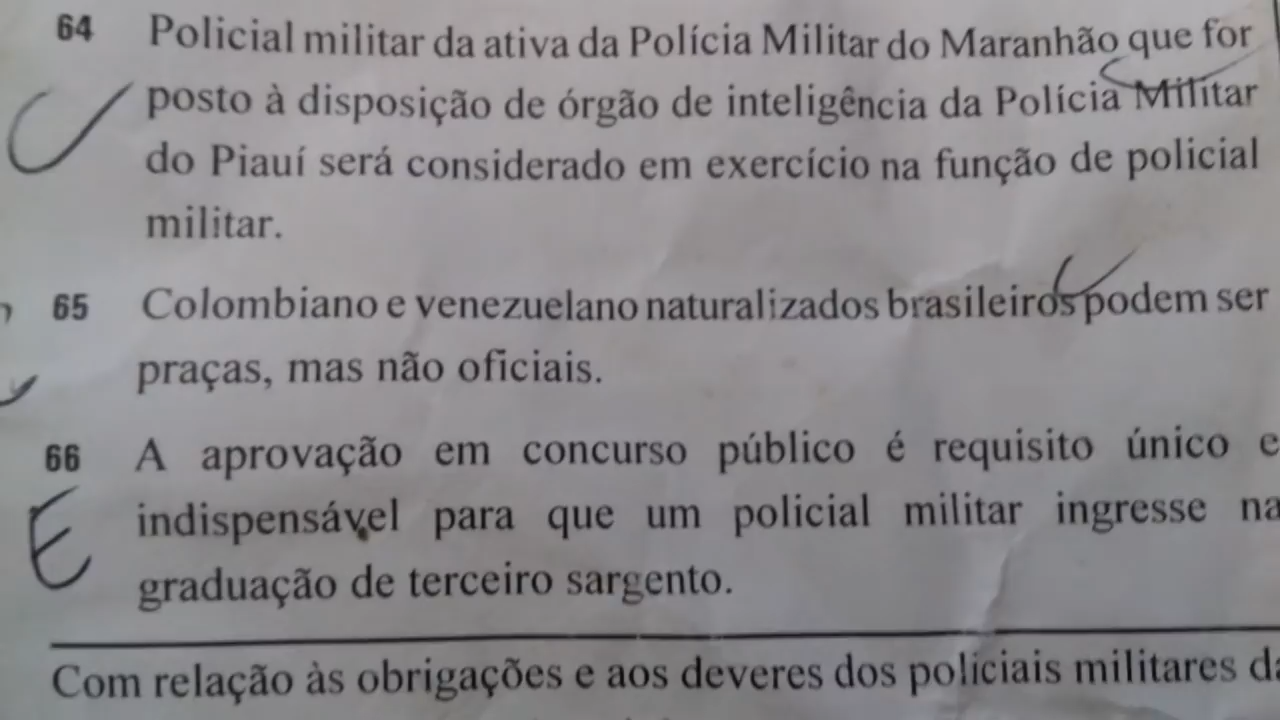 64 Policial militar da ativa da Polícia Militar do Maranhão que for
posto à disposição de órgão de inteligência da Polícia Militar
do Piauí será considerado em exercício na função de policial
militar.
65 Colombiano e venezuelano naturalizados brasileiros podem ser
praças, mas não oficiais.
66 A aprovação em concurso público é requisito único e
indispensável para que um policial militar ingresse na
E
graduação de terceiro sargento.
Com relação às obrigações e aos deveres dos policiais militares da